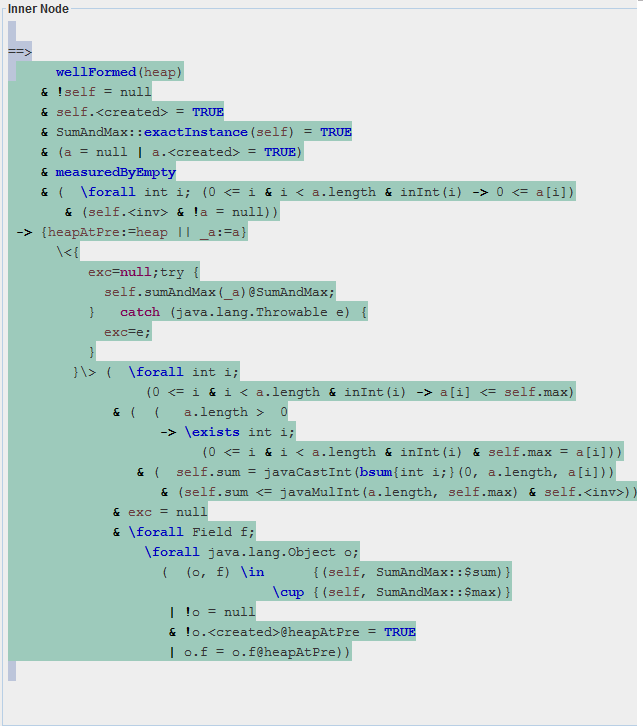 Inner Node
==>
wellFormed(heap)
& !self = null
& self.<created> = TRUE
& SumAndMax::exactInstance(self) = TRUE
& (a = null | a.<created> = TRUE)
& measuredByEmpty
& ( \forall int i; (0 <= i & i < a.length & inInt(i) -> 0 <= a[i])
& (self.<inv> & !a = null))
-> {heapAtPre:=heap || _a:=a}
\<{
exc=null;try {
self.sumAndMax(_a)@SumAndMax;
} catch (java.lang.Throwable e) {
exc=e;
}
}\> ( \forall int i;
(0 <= i & i < a.length & inInt(i) -> a[i] <= self.max)
& ( ( a.length > 0
-> \exists int i;
(0 <= i & i < a.length & inInt(i) & self.max = a[i]))
& ( self.sum = javaCastInt(bsum{int i;}(0, a.length, a[i]))
& (self.sum <= javaMulInt(a.length, self.max) & self.<inv>))
& exc = null
& \forall Field f;
\forall java.lang.Object o;
( (o, f) \in {(self, SumAndMax::$sum)}
\cup {(self, SumAndMax::$max)}
| !o = null
& !o.<created>@heapAtPre = TRUE
| o.f = o.f@heapAtPre))